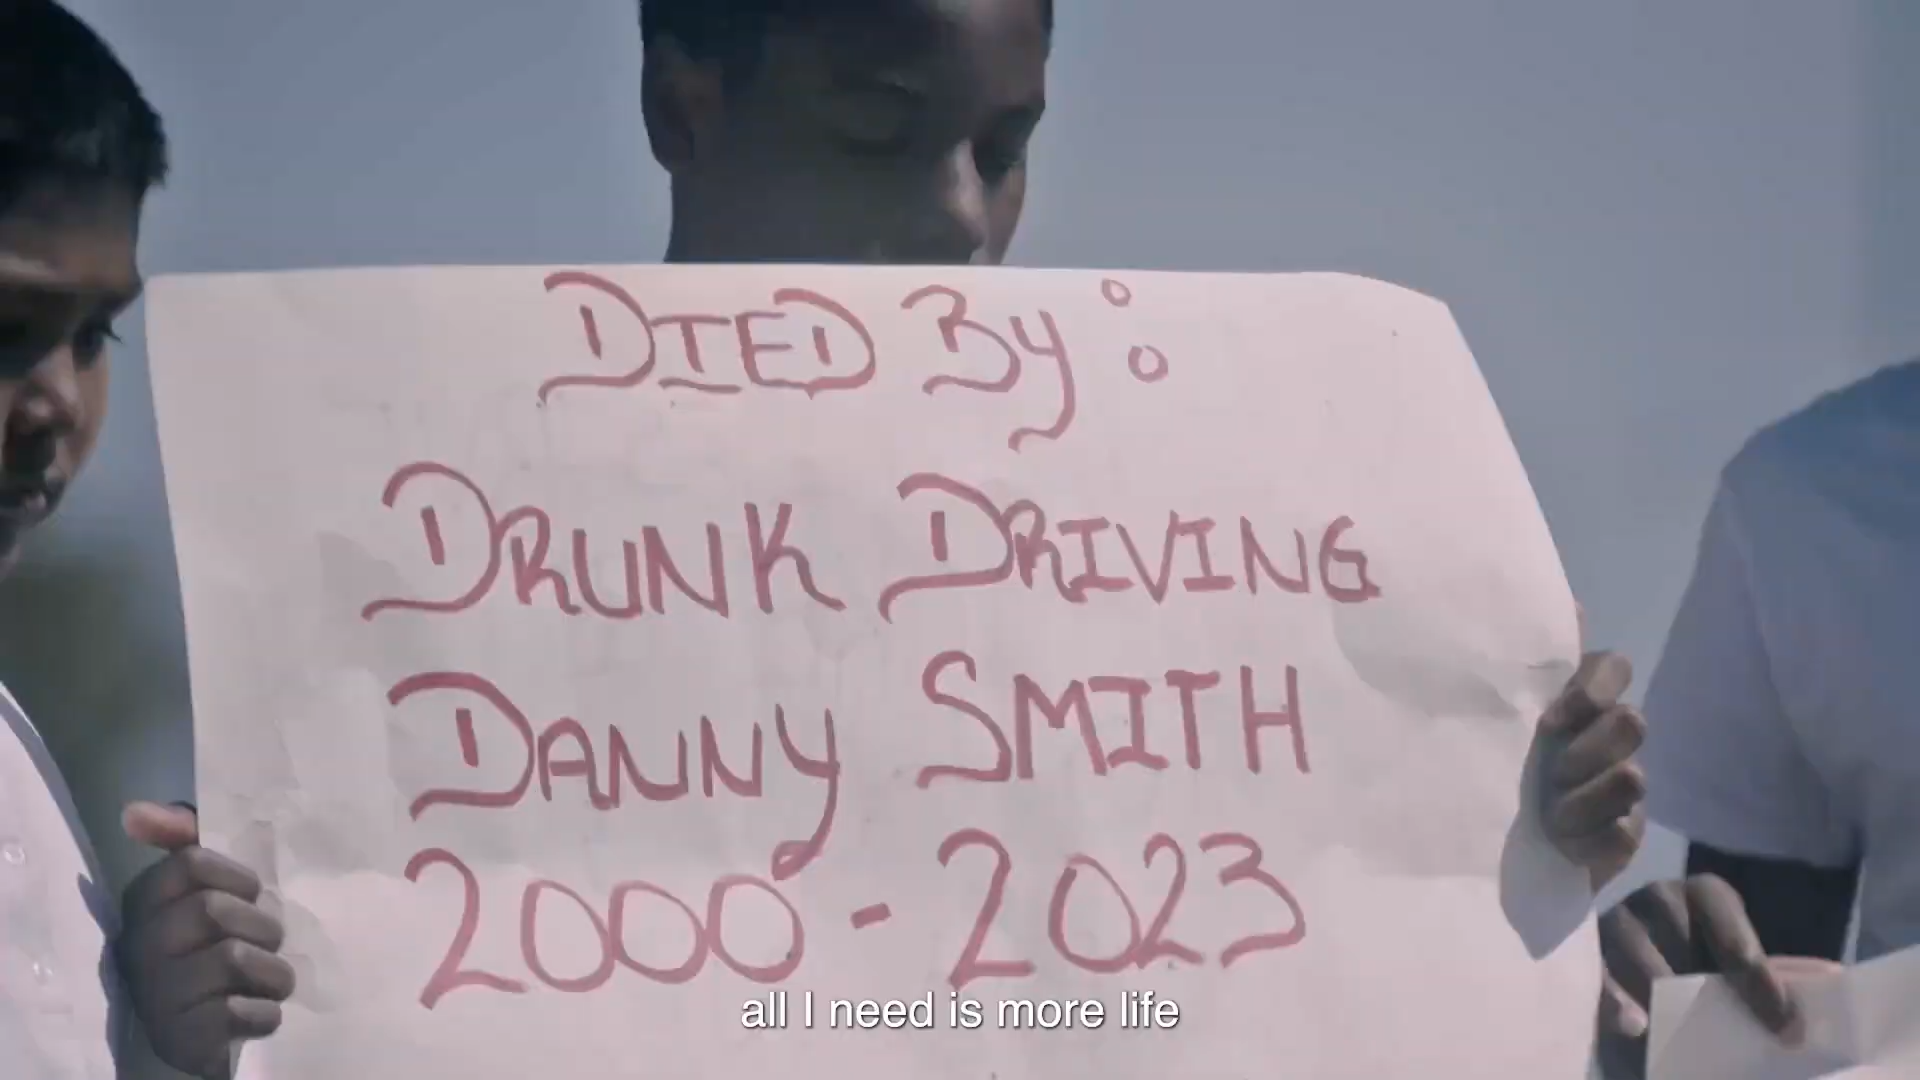 DIED BY:
DRUNK DRIVING
DANNY SMITH
2000-2023
all I need is more life